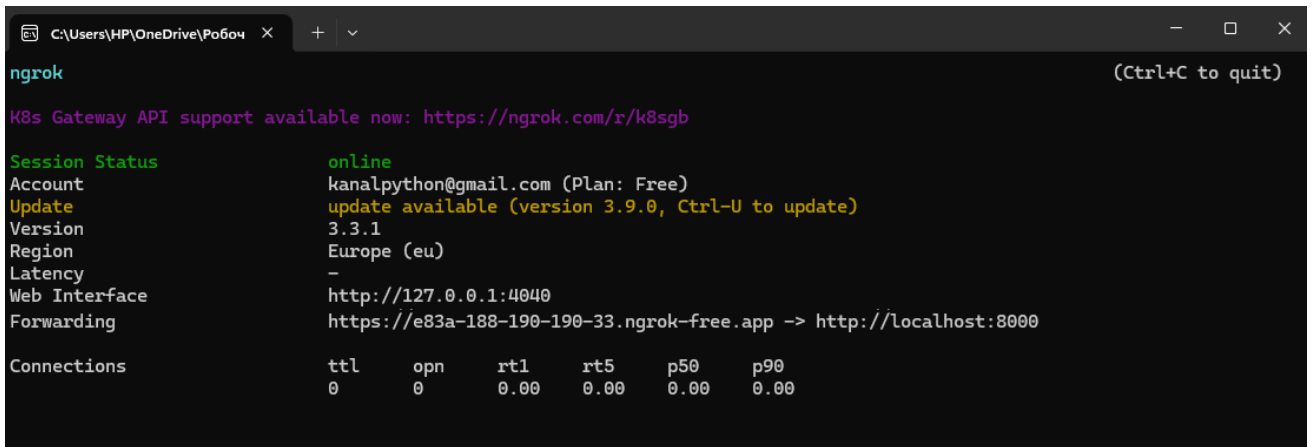 C:\Users\HP\OneDrive\Робоч
ngrok (Ctrl+C to quit)
K8s Gateway API support available now: https://ngrok.com/r/k8sgb
Session Status online
Account kanalpython@gmail.com (Plan: Free)
Update update available (version 3.9.0, Ctrl-U to update)
Version 3.3.1
Region Europe (eu)
Latency -
Web Interface http://127.0.0.1:4040
Forwarding https://e83a-188-190-190-33.ngrok-free.app -> http://localhost:8000
Connections ttl opn rt1 rt5 p50 p90
0 0 0.00 0.00 0.00 0.00